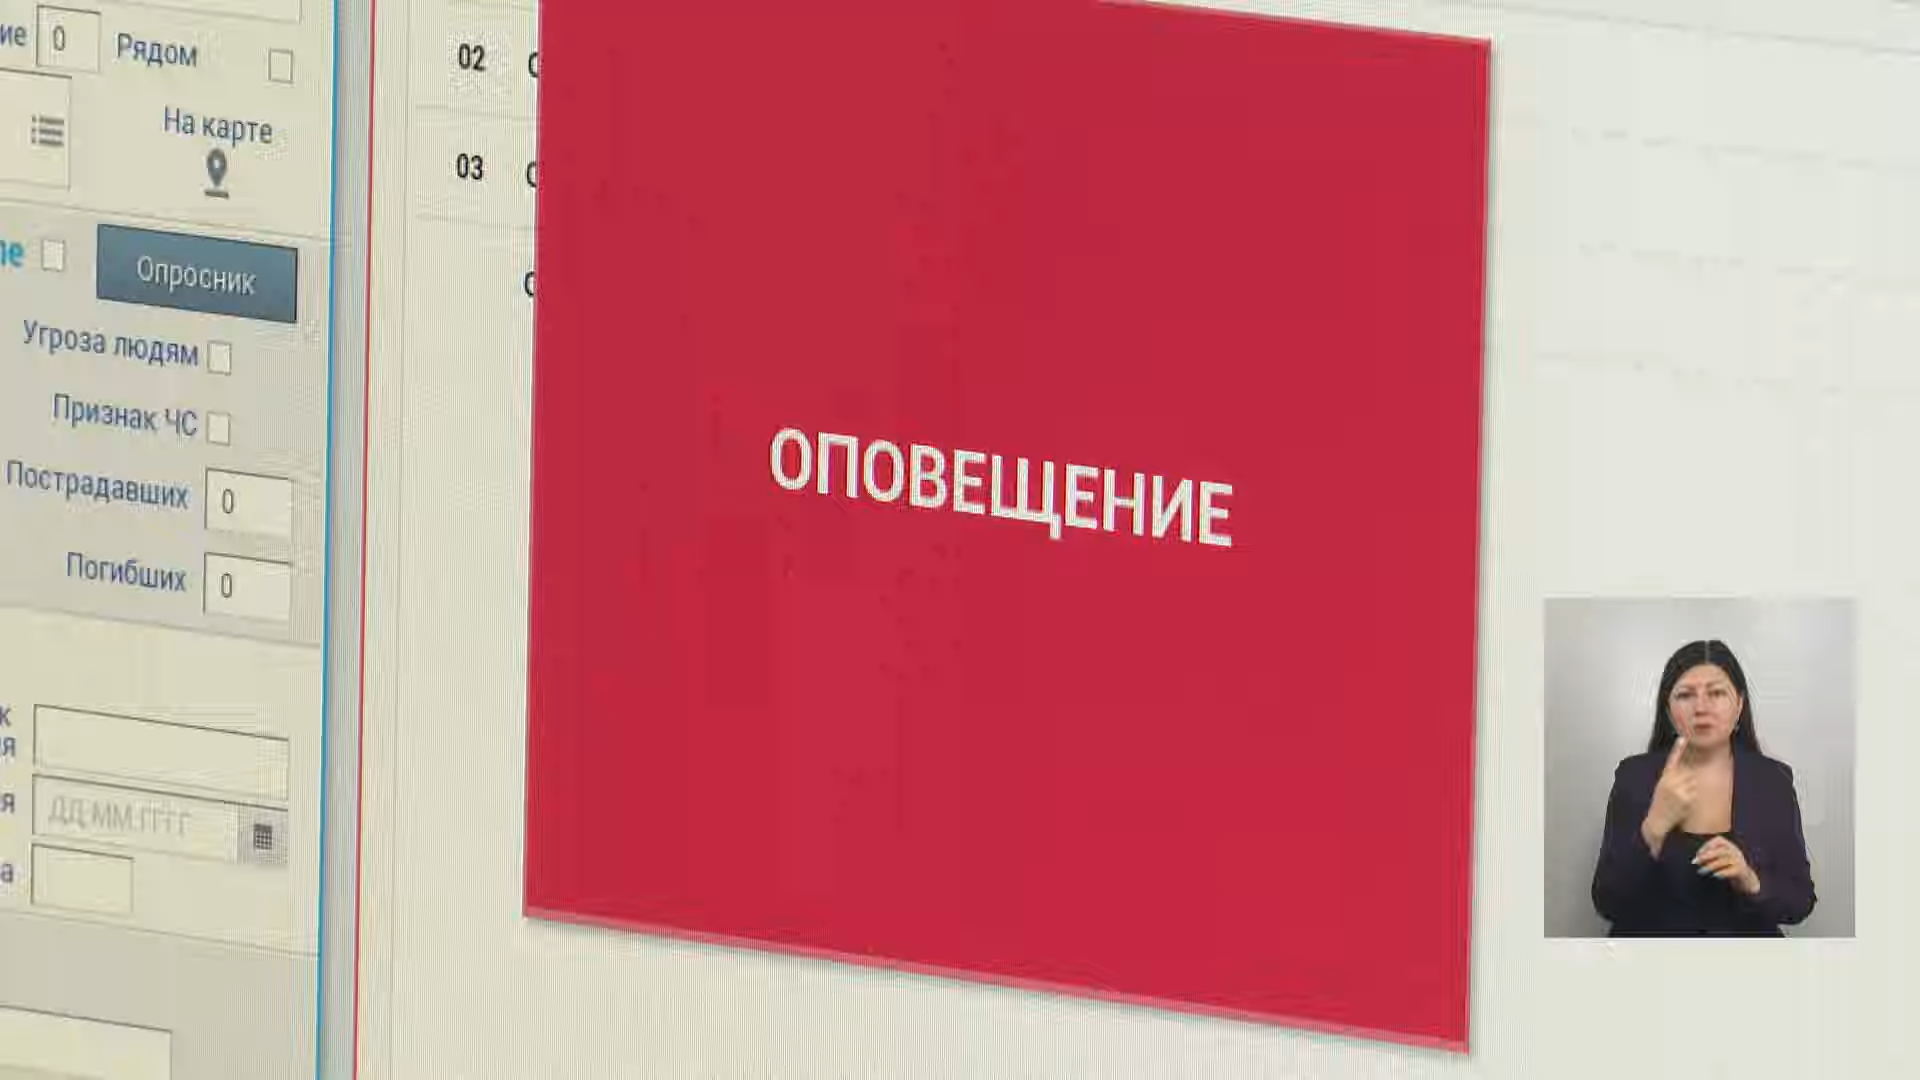 0 Рядом
На карте
Опросник
Угроза людям
Признак ЧС
Пострадавших 0
Погибших 0
ДД.ММ.ГГГГ
02
03
ОПОВЕЩЕНИЕ